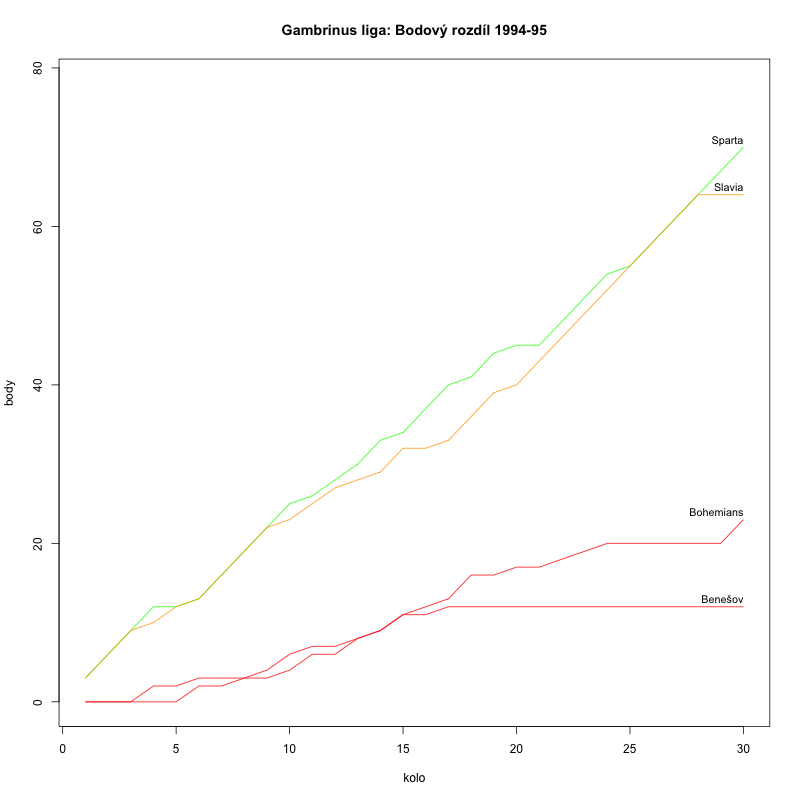 Gambrinus liga: Bodový rozdíl 1994-95
80
Sparta
Slavia
60
body
40
Bohemians
20
Benešov
0
0 5 10 15 20 25 30
kolo